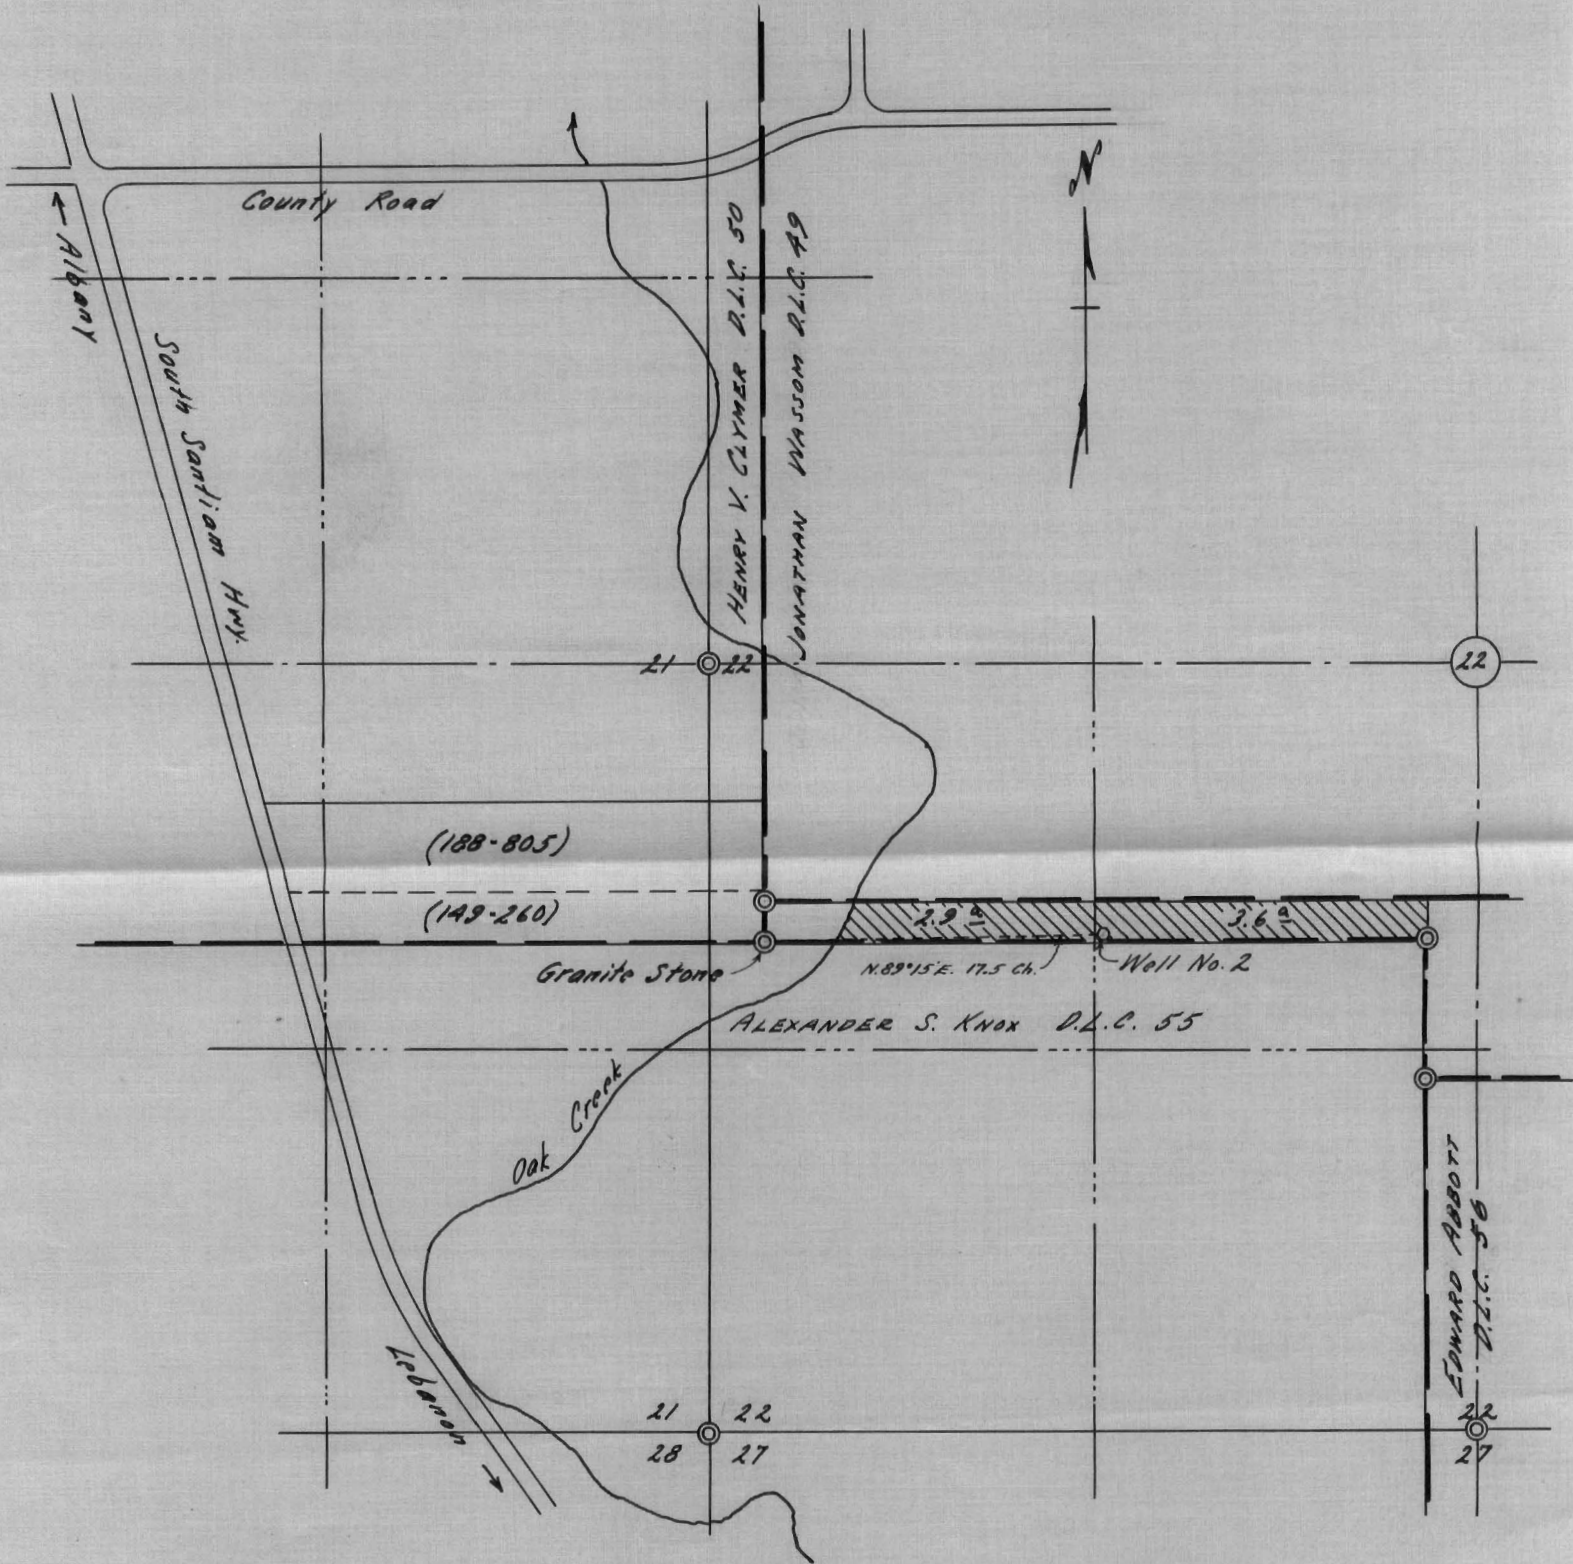 N
County Road
← Albany
South Santiam Hwy.
HENRY V. CLYMER D.L.C. 50
JONATHAN WASSOM D.L.C. 49
21 22
22
(188-805)
(149-260)
2.9 a
3.6 a
Granite Stone
N.89°15'E. 17.5 Ch.
Well No. 2
ALEXANDER S. KNOX D.L.C. 55
Oak Creek
EDWARD ABBOTT
D.L.C. 56
Lebanon →
21 22
28 27
22
27